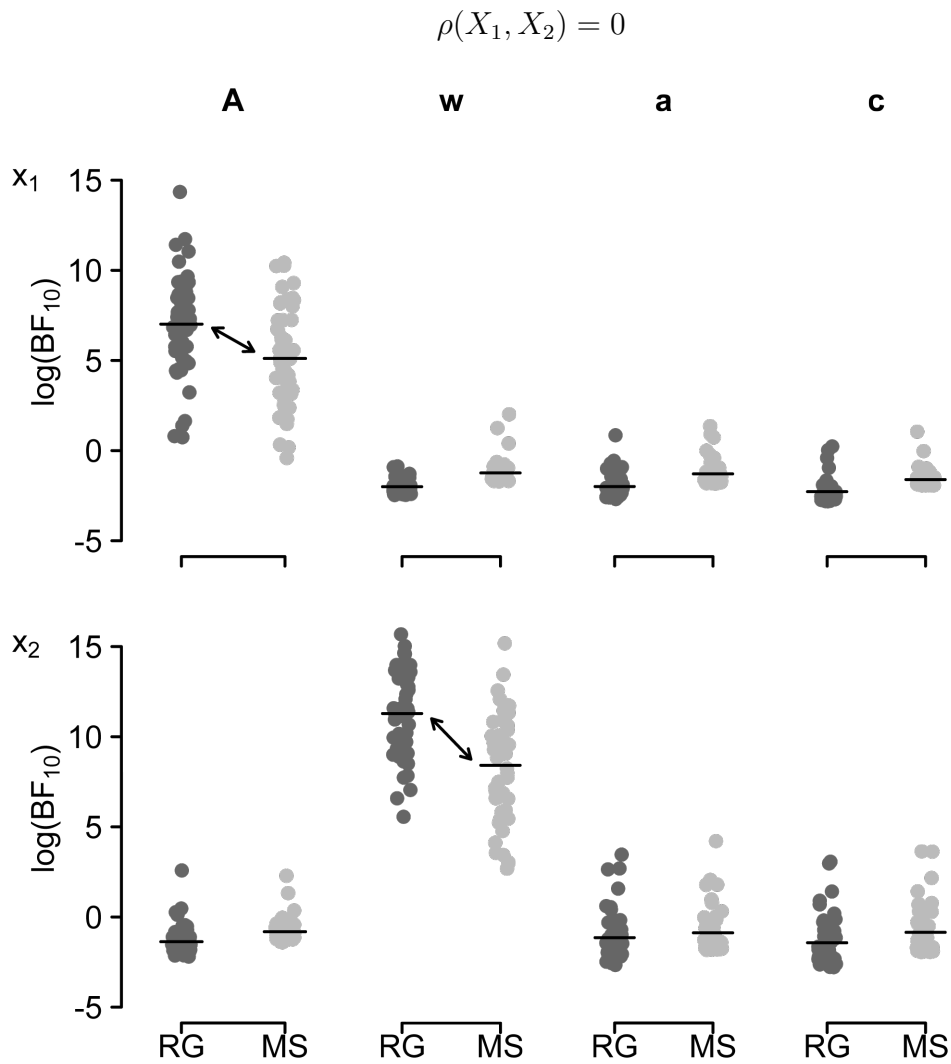 ρ(X₁, X₂) = 0
A w a c
x₁
log(BF₁₀)
15
10
5
0
-5
x₂
log(BF₁₀)
15
10
5
0
-5
RG MS RG MS RG MS RG MS